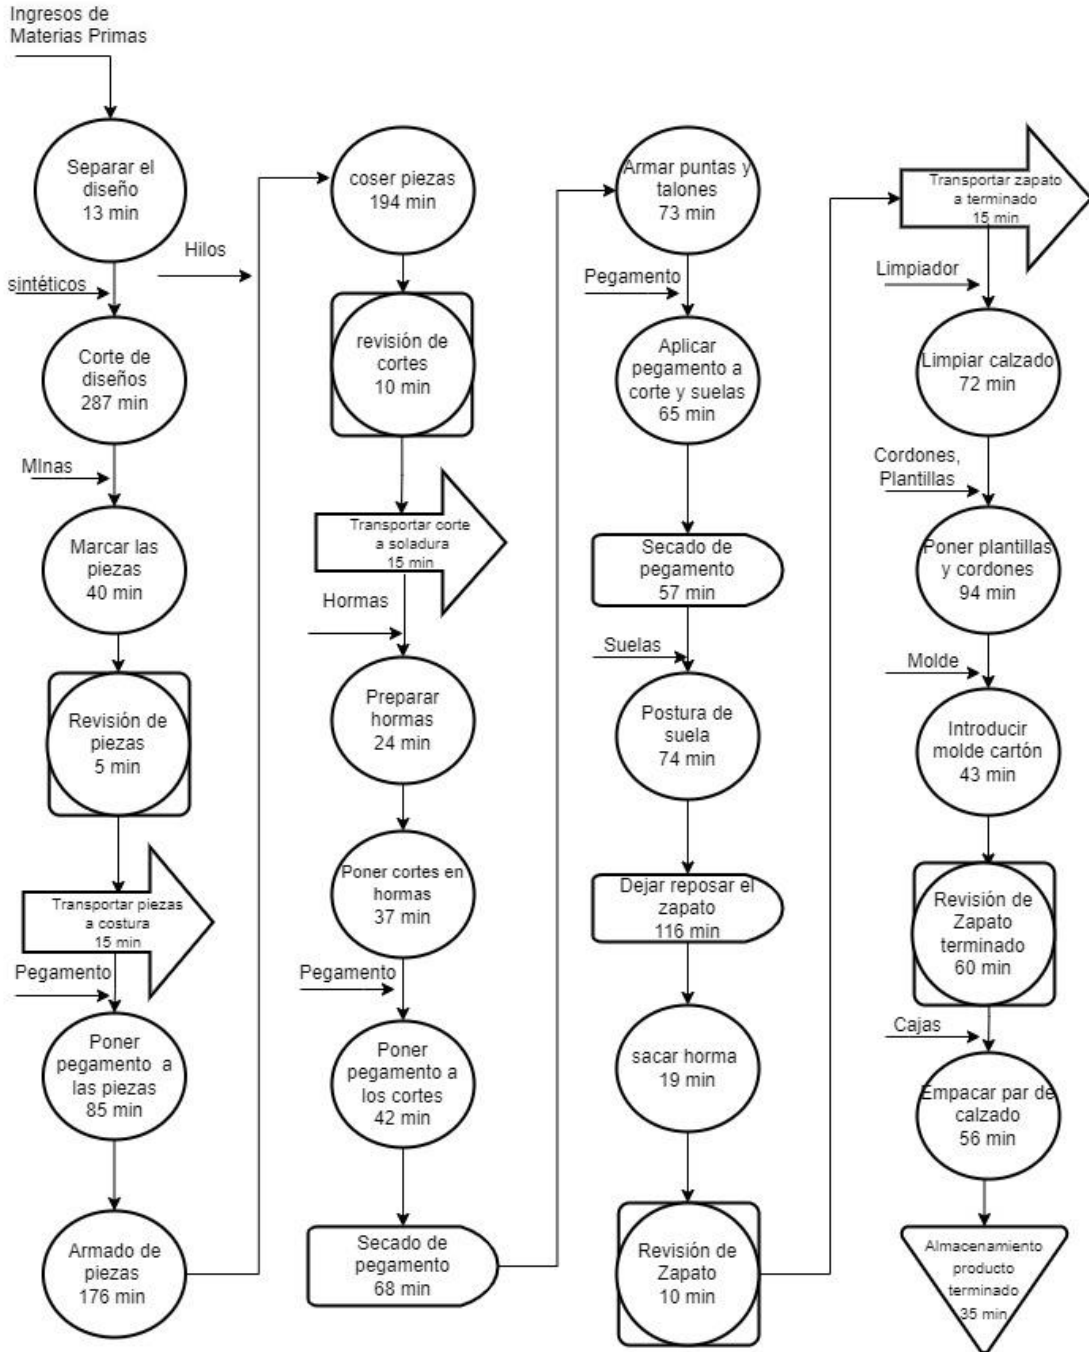 Ingresos de
Materias Primas
Separar el
diseño
13 min
sintéticos
Corte de
diseños
287 min
MInas
Marcar las
piezas
40 min
Revisión de
piezas
5 min
Transportar piezas
a costura
15 min
Pegamento
Poner
pegamento a
las piezas
85 min
Armado de
piezas
176 min
Hilos
coser piezas
194 min
revisión de
cortes
10 min
Transportar corte
a soladura
15 min
Hormas
Preparar
hormas
24 min
Poner cortes en
hormas
37 min
Pegamento
Poner
pegamento a
los cortes
42 min
Secado de
pegamento
68 min
Armar puntas y
talones
73 min
Pegamento
Aplicar
pegamento a
corte y suelas
65 min
Secado de
pegamento
57 min
Suelas
Postura de
suela
74 min
Dejar reposar el
zapato
116 min
sacar horma
19 min
Revisión de
Zapato
10 min
Transportar zapato
a terminado
15 min
Limpiador
Limpiar calzado
72 min
Cordones,
Plantillas
Poner plantillas
y cordones
94 min
Molde
Introducir
molde cartón
43 min
Revisión de
Zapato
terminado
60 min
Cajas
Empacar par de
calzado
56 min
Almacenamiento
producto
terminado
35 min